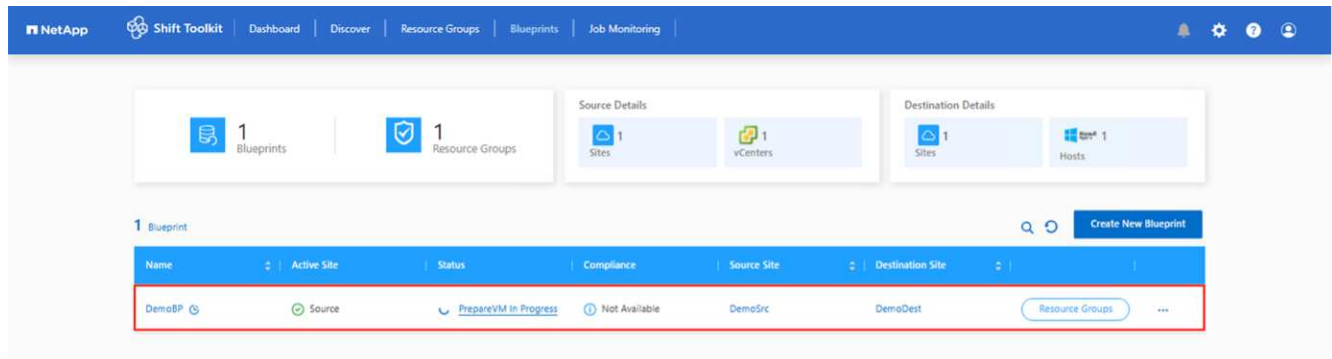 NetApp Shift Toolkit Dashboard Discover Resource Groups Blueprints Job Monitoring
Source Details
Destination Details
1
Blueprints
1
Resource Groups
1
Sites
1
vCenters
1
Sites
1
Hosts
1 Blueprint
Create New Blueprint
Name Active Site Status Compliance Source Site Destination Site
DemoBP Source PrepareVM In Progress Not Available DemoSrc DemoDest Resource Groups ...